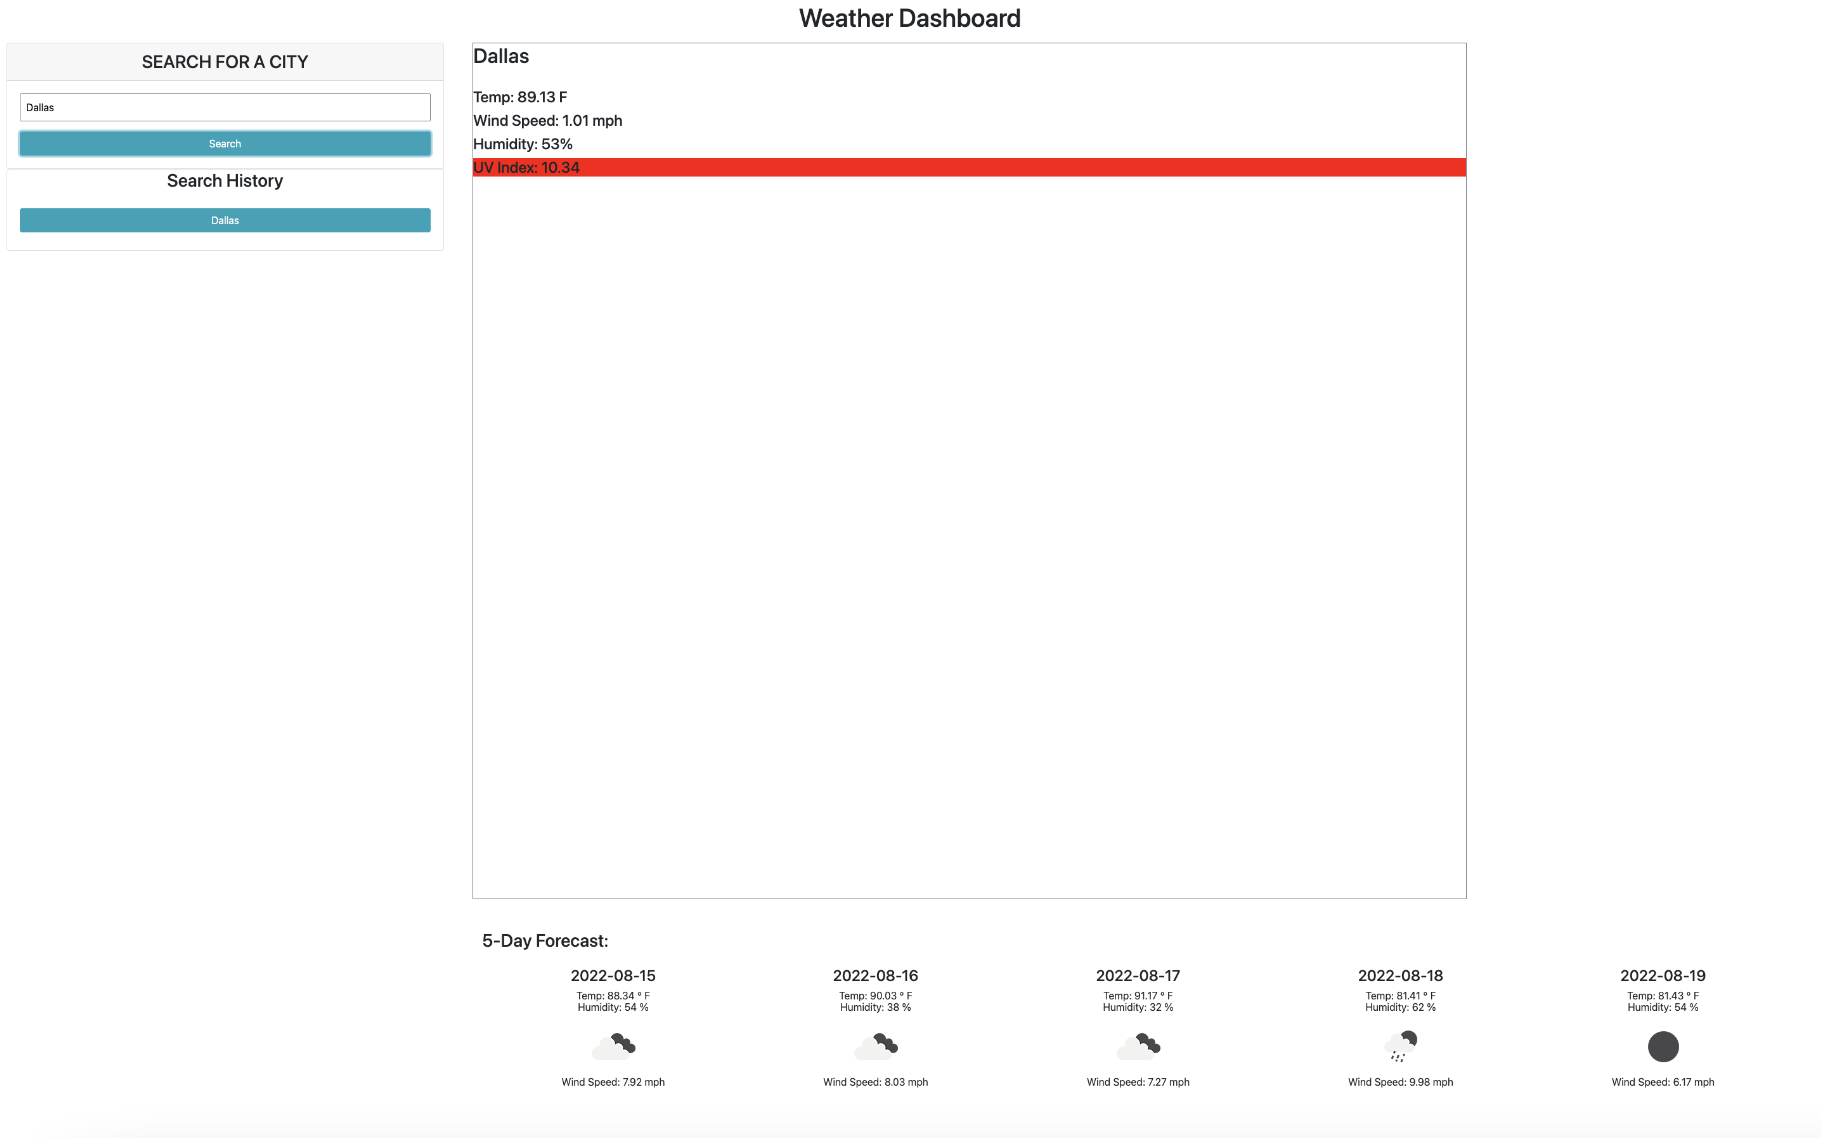 Weather Dashboard
SEARCH FOR A CITY
Dallas
Search
Search History
Dallas
Dallas
Temp: 89.13 F
Wind Speed: 1.01 mph
Humidity: 53%
UV Index: 10.34
5-Day Forecast:
2022-08-15
Temp: 88.34 ° F
Humidity: 54 %
Wind Speed: 7.92 mph
2022-08-16
Temp: 90.03 ° F
Humidity: 38 %
Wind Speed: 8.03 mph
2022-08-17
Temp: 91.17 ° F
Humidity: 32 %
Wind Speed: 7.27 mph
2022-08-18
Temp: 81.41 ° F
Humidity: 62 %
Wind Speed: 9.98 mph
2022-08-19
Temp: 81.43 ° F
Humidity: 54 %
Wind Speed: 6.17 mph